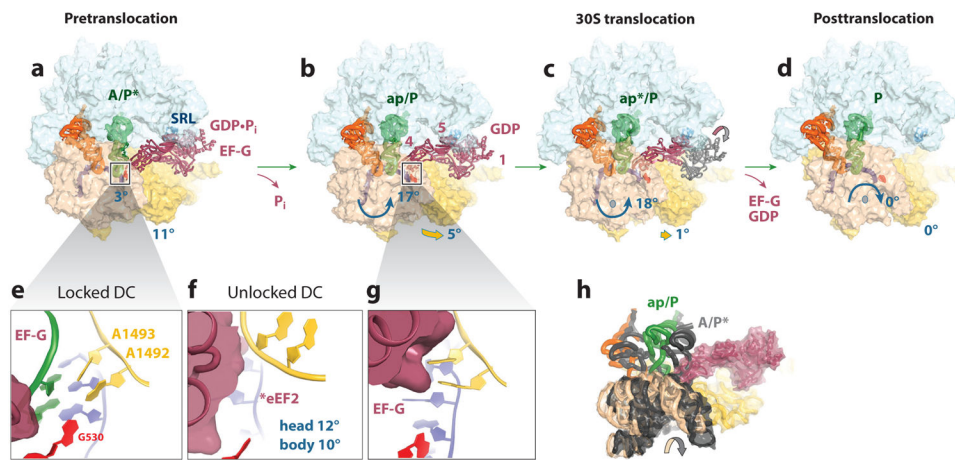 Pretranslocation
30S translocation
Posttranslocation
a
A/P*
SRL
GDP•Pi
EF-G
3°
11°
Pi
b
ap/P
5
4
GDP
1
17°
5°
c
ap*/P
18°
1°
EF-G
GDP
d
P
0°
0°
e
Locked DC
EF-G
A1493
A1492
G530
f
Unlocked DC
*eEF2
head 12°
body 10°
g
EF-G
h
ap/P
A/P*